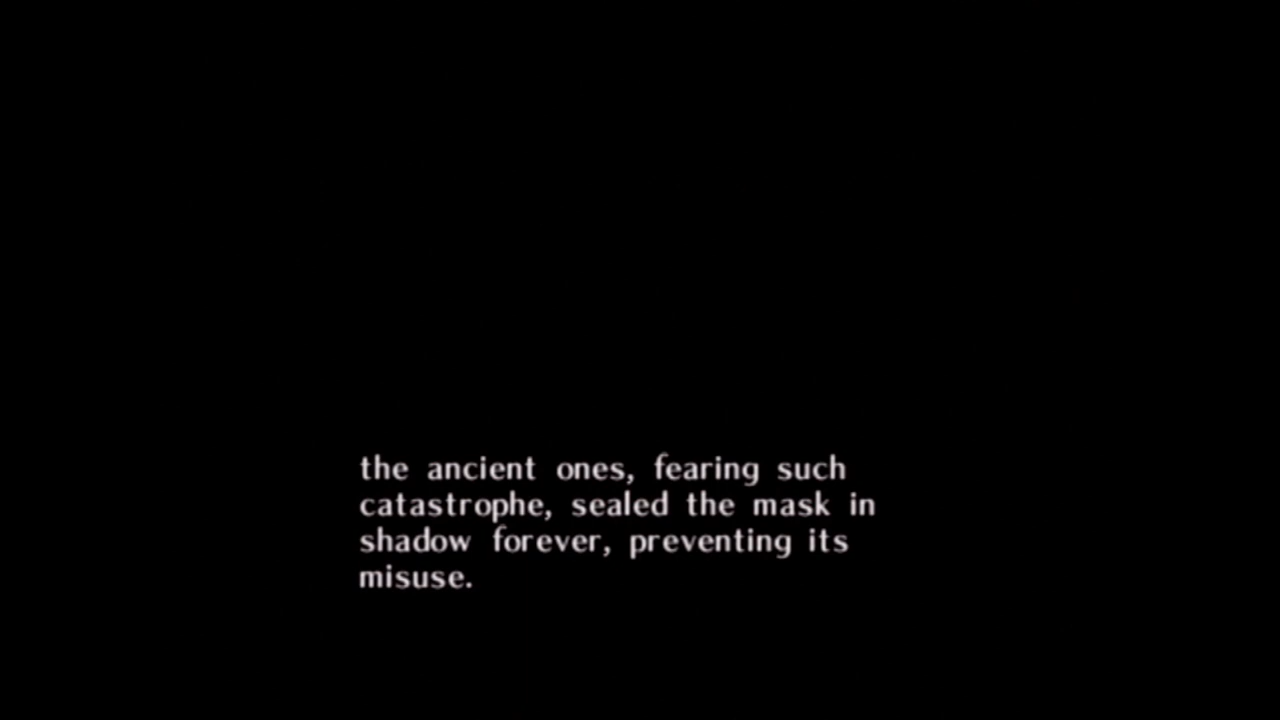 the ancient ones, fearing such
catastrophe, sealed the mask in
shadow forever, preventing its
misuse.